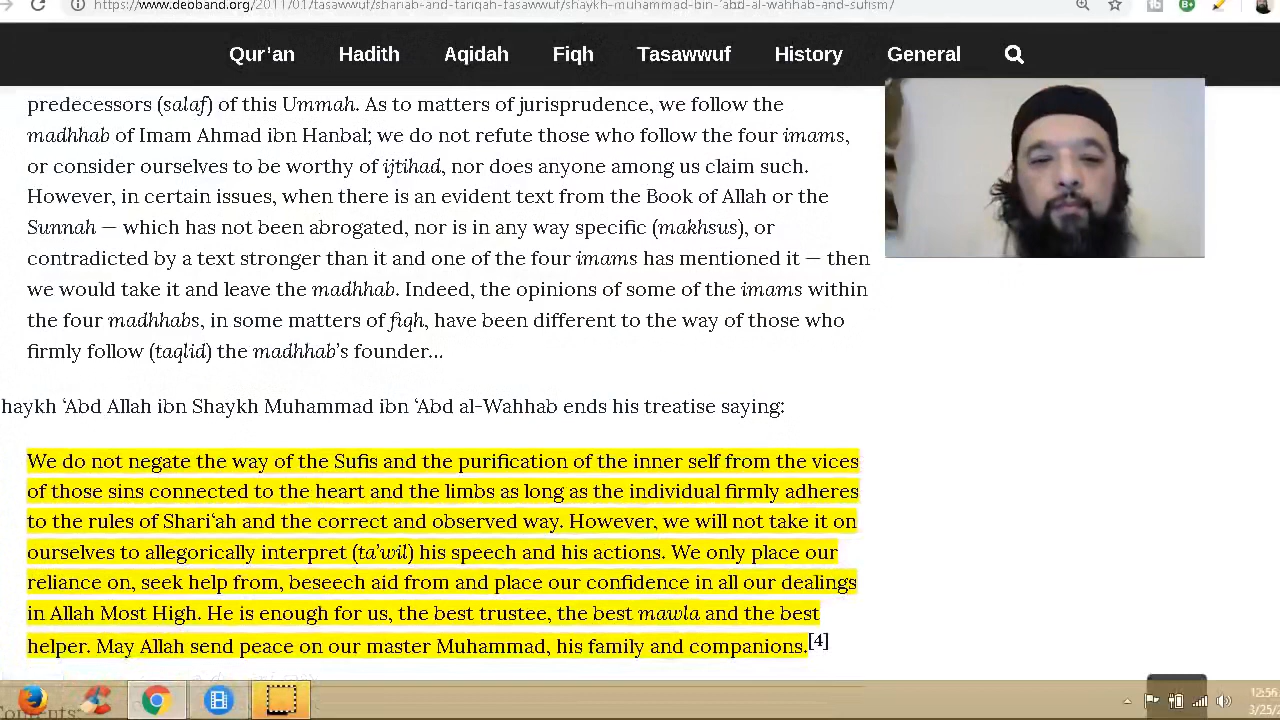 https://www.deoband.org/2011/01/tasawwuf/shariah-and-tariqah-tasawwuf/shaykh-muhammad-bin-'abd-al-wahhab-and-sufism/
Qur'an Hadith Aqidah Fiqh Tasawwuf History General
predecessors (salaf) of this Ummah. As to matters of jurisprudence, we follow the
madhhab of Imam Ahmad ibn Hanbal; we do not refute those who follow the four imams,
or consider ourselves to be worthy of ijtihad, nor does anyone among us claim such.
However, in certain issues, when there is an evident text from the Book of Allah or the
Sunnah — which has not been abrogated, nor is in any way specific (makhsus), or
contradicted by a text stronger than it and one of the four imams has mentioned it — then
we would take it and leave the madhhab. Indeed, the opinions of some of the imams within
the four madhhabs, in some matters of fiqh, have been different to the way of those who
firmly follow (taqlid) the madhhab's founder…
haykh 'Abd Allah ibn Shaykh Muhammad ibn 'Abd al-Wahhab ends his treatise saying:
We do not negate the way of the Sufis and the purification of the inner self from the vices
of those sins connected to the heart and the limbs as long as the individual firmly adheres
to the rules of Shari'ah and the correct and observed way. However, we will not take it on
ourselves to allegorically interpret (ta'wil) his speech and his actions. We only place our
reliance on, seek help from, beseech aid from and place our confidence in all our dealings
in Allah Most High. He is enough for us, the best trustee, the best mawla and the best
helper. May Allah send peace on our master Muhammad, his family and companions.[4]
12:56
3/25/2